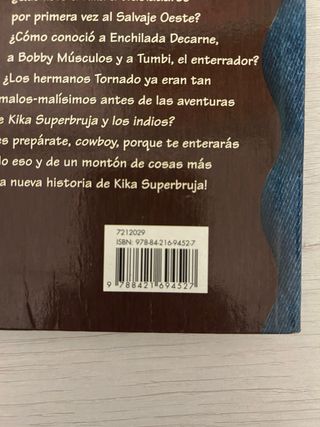 por primera vez al Salvaje Oeste?
¿Cómo conoció a Enchilada Decarne,
a Bobby Músculos y a Tumbi, el enterrador?
¿Los hermanos Tornado ya eran tan
malos-malísimos antes de las aventuras
e Kika Superbruja y los indios?
es prepárate, cowboy, porque te enterarás
lo eso y de un montón de cosas más
a nueva historia de Kika Superbruja!
7212029
ISBN: 978-84-216-9452-7
9 788421 694527